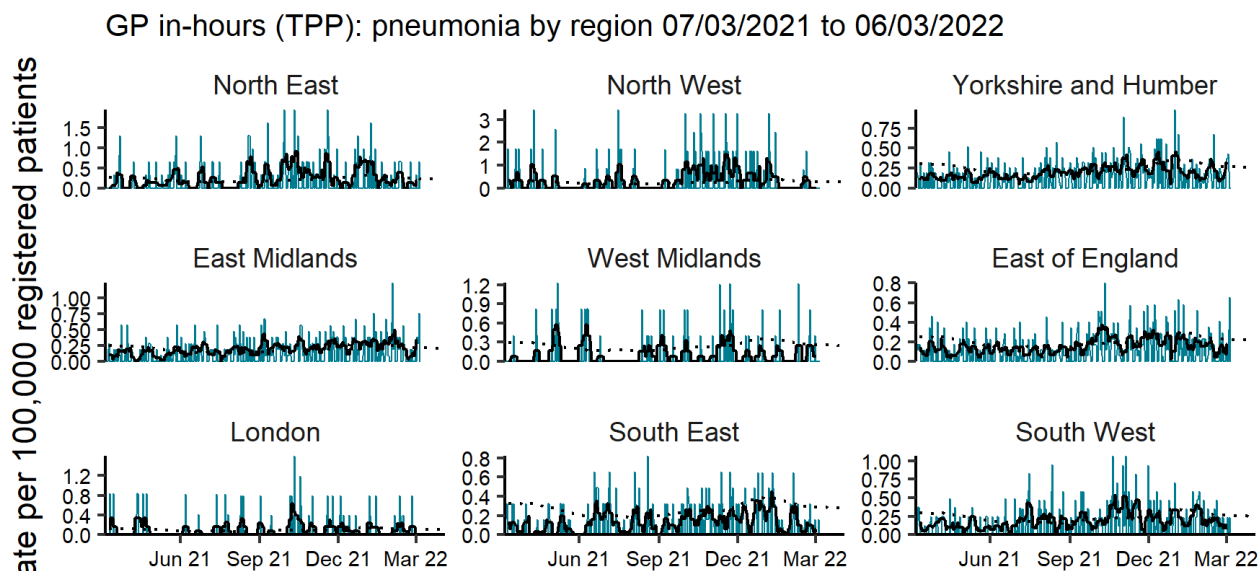 GP in-hours (TPP): pneumonia by region 07/03/2021 to 06/03/2022
per 100,000 registered patients
North East
1.5
1.0
0.5
0.0
North West
3
2
1
0
Yorkshire and Humber
0.75
0.50
0.25
0.00
East Midlands
1.00
0.75
0.50
0.25
0.00
West Midlands
1.2
0.9
0.6
0.3
0.0
East of England
0.8
0.6
0.4
0.2
0.0
London
1.2
0.8
0.4
0.0
South East
0.8
0.6
0.4
0.2
0.0
South West
1.00
0.75
0.50
0.25
0.00
Jun 21 Sep 21 Dec 21 Mar 22
Jun 21 Sep 21 Dec 21 Mar 22
Jun 21 Sep 21 Dec 21 Mar 22